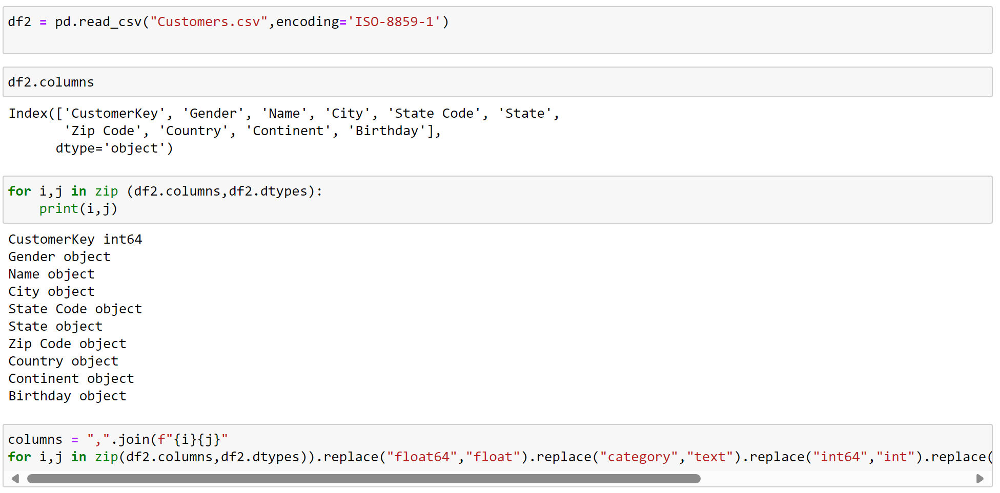 df2 = pd.read_csv("Customers.csv",encoding='ISO-8859-1')
df2.columns
Index(['CustomerKey', 'Gender', 'Name', 'City', 'State Code', 'State',
       'Zip Code', 'Country', 'Continent', 'Birthday'],
      dtype='object')
for i,j in zip (df2.columns,df2.dtypes):
    print(i,j)
CustomerKey int64
Gender object
Name object
City object
State Code object
State object
Zip Code object
Country object
Continent object
Birthday object
columns = ",".join(f"{i}{j}"
for i,j in zip(df2.columns,df2.dtypes)).replace("float64","float").replace("category","text").replace("int64","int").replace(